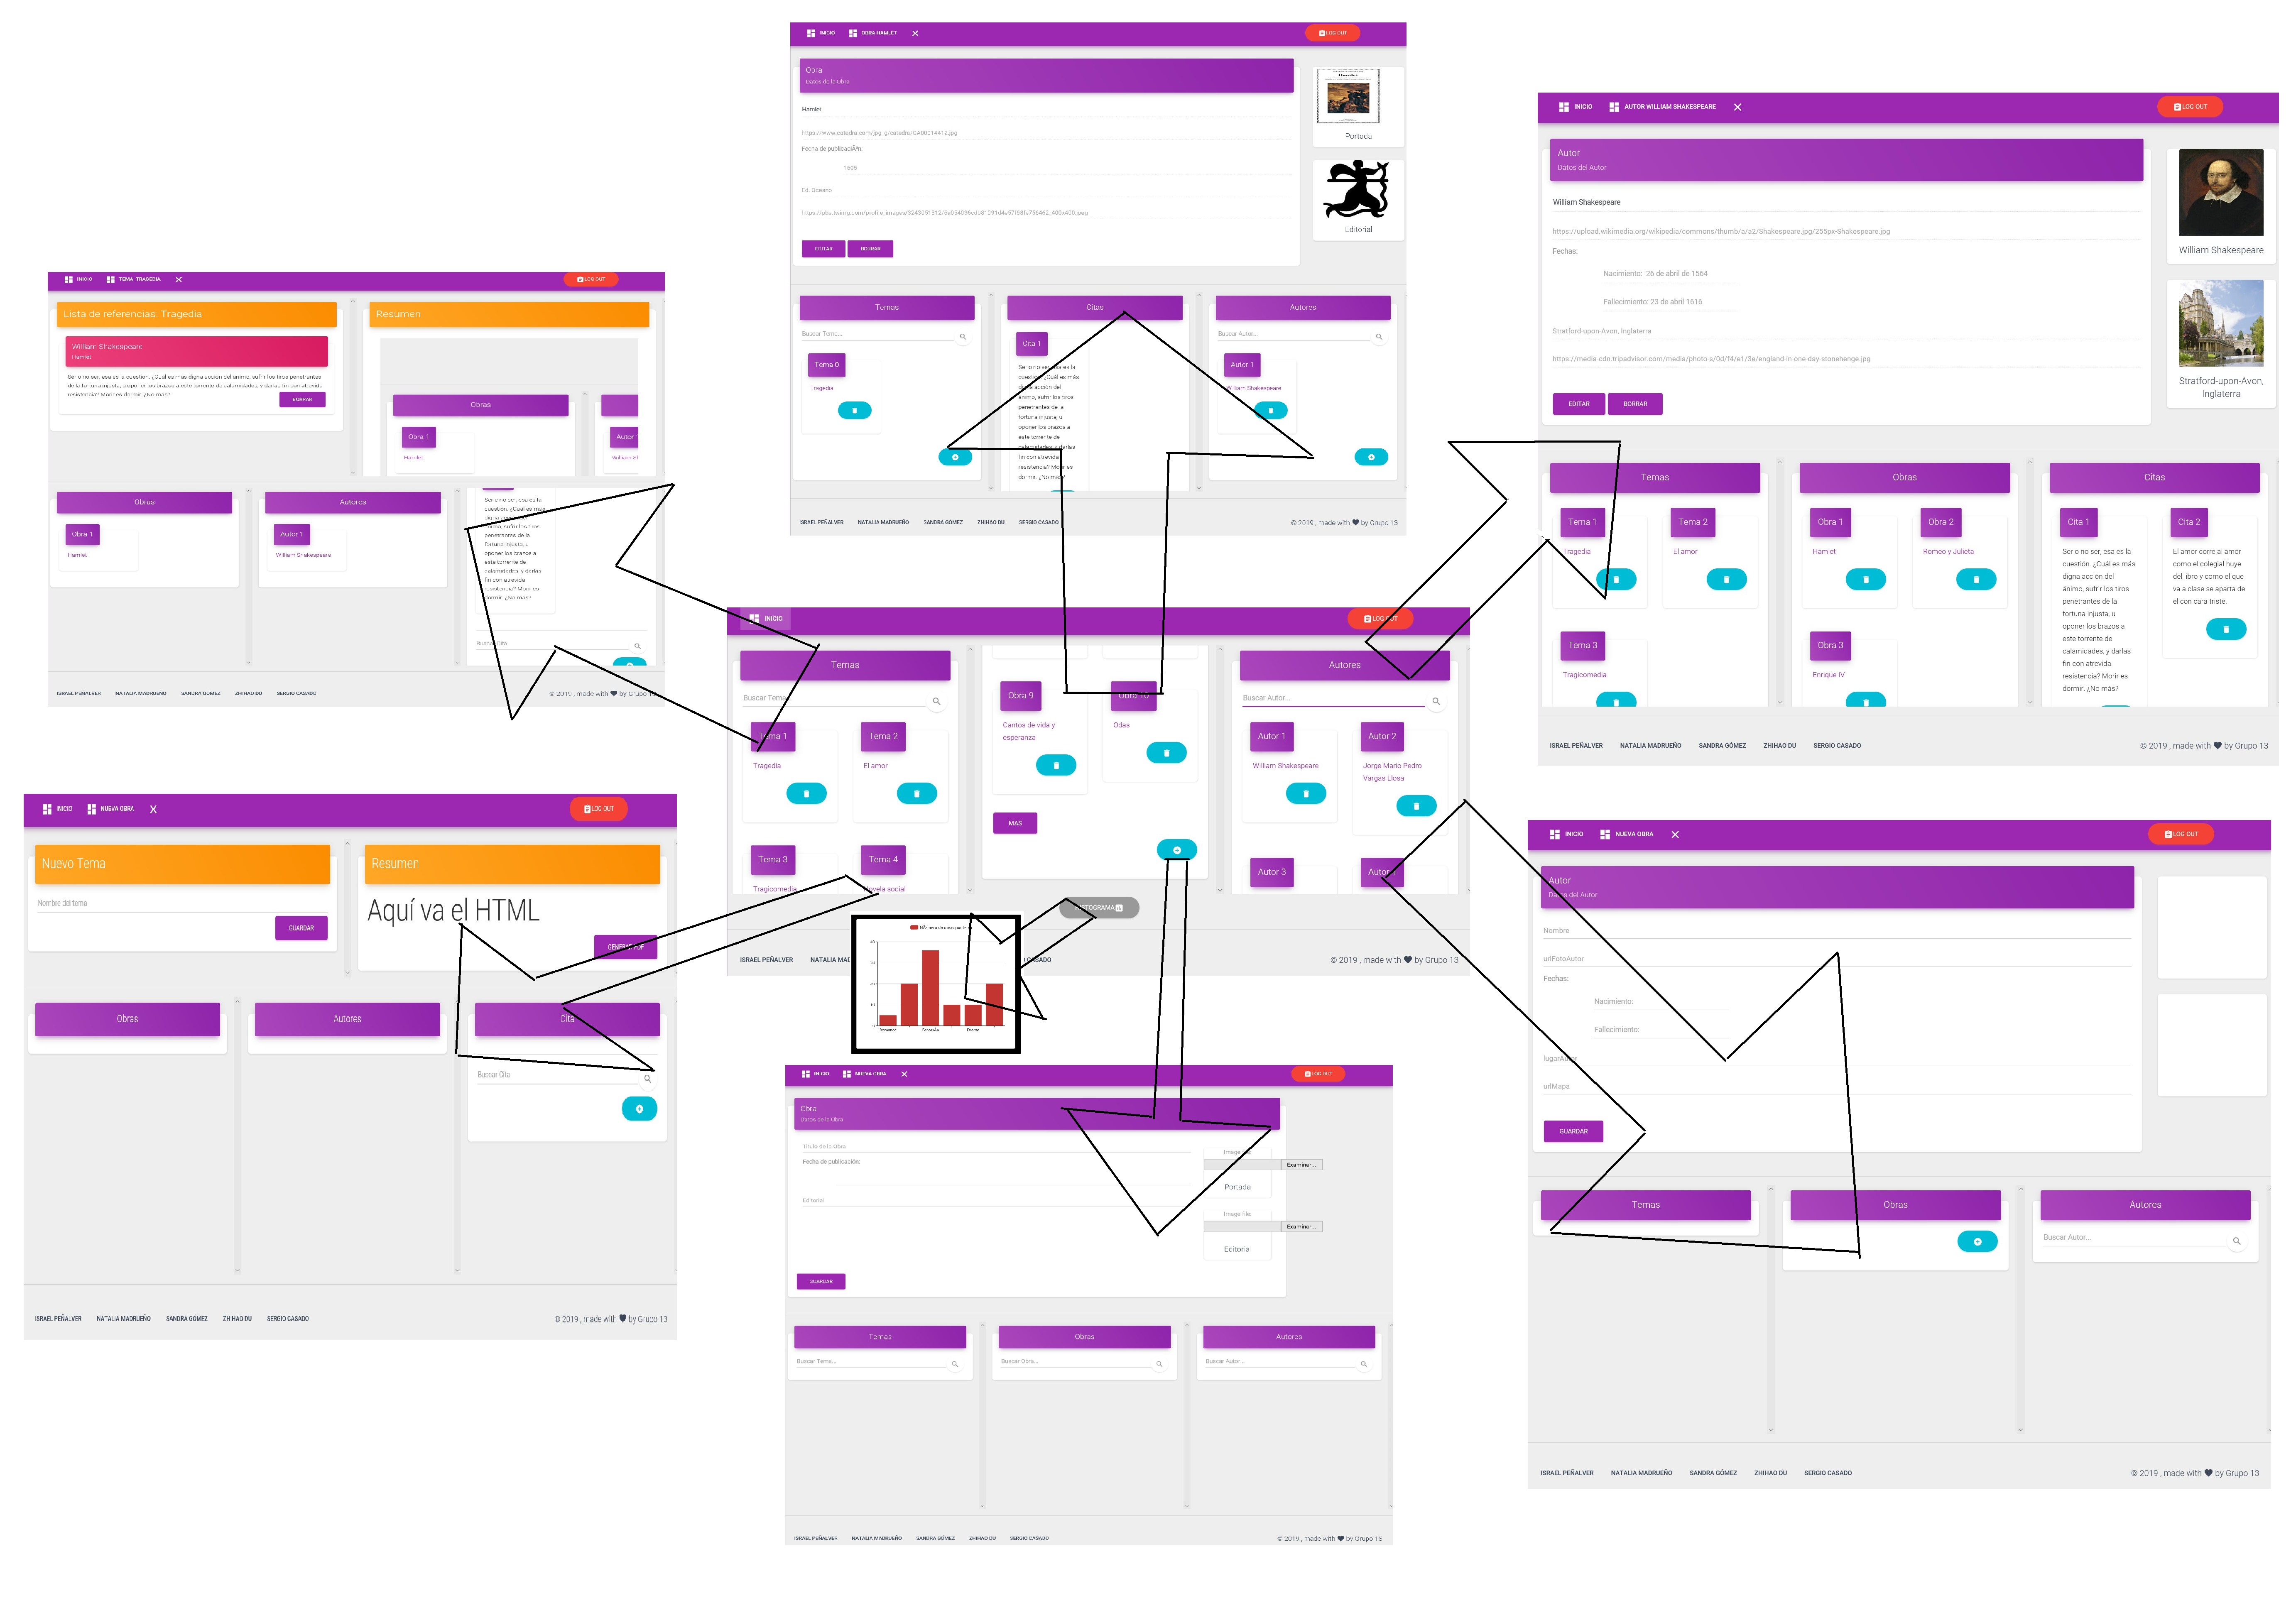 INICIO
OBRA HAMLET
LOG OUT
Obra
Datos de la Obra
Hamlet
Fecha de publicaciÃ³n:
1605
Portada
Editorial
EDITAR
BORRAR
Temas
Buscar Tema...
Tema 0
Tragedia
Citas
Cita 1
Ser o no ser, esa es la
cuestión. ¿Cuál es más
digna acción del
ánimo, sufrir los tiros
penetrantes de la
fortuna injusta, u
oponer los brazos a
este torrente de
calamidades, y darlas
fin con atrevida
resistencia? Morir es
dormir. ¿No más?
Autores
Buscar Autor...
Autor 1
William Shakespeare
ISRAEL PEÑALVER
NATALIA MADRUEÑO
SANDRA GÓMEZ
ZHIHAO DU
SERGIO CASADO
© 2019 , made with by Grupo 13
INICIO
AUTOR WILLIAM SHAKESPEARE
LOG OUT
Autor
Datos del Autor
William Shakespeare
https://upload.wikimedia.org/wikipedia/commons/thumb/a/a2/Shakespeare.jpg/255px-Shakespeare.jpg
Fechas:
Nacimiento: 26 de abril de 1564
Fallecimiento: 23 de abril 1616
Stratford-upon-Avon, Inglaterra
https://media-cdn.tripadvisor.com/media/photo-s/0d/f4/e1/3e/england-in-one-day-stonehenge.jpg
EDITAR
BORRAR
William Shakespeare
Stratford-upon-Avon,
Inglaterra
Temas
Tema 1
Tragedia
Tema 2
El amor
Tema 3
Tragicomedia
Obras
Obra 1
Hamlet
Obra 2
Romeo y Julieta
Obra 3
Enrique IV
Citas
Cita 1
Ser o no ser, esa es la
cuestión. ¿Cuál es más
digna acción del
ánimo, sufrir los tiros
penetrantes de la
fortuna injusta, u
oponer los brazos a
este torrente de
calamidades, y darlas
fin con atrevida
resistencia? Morir es
dormir. ¿No más?
Cita 2
El amor corre al amor
como el colegial huye
del libro y como el que
va a clase se aparta de
el con cara triste.
ISRAEL PEÑALVER
NATALIA MADRUEÑO
SANDRA GÓMEZ
ZHIHAO DU
SERGIO CASADO
© 2019 , made with by Grupo 13
INICIO
TEMA: TRAGEDIA
LOG OUT
Lista de referencias: Tragedia
William Shakespeare
Hamlet
Ser o no ser, esa es la cuestión. ¿Cuál es más digna acción del ánimo, sufrir los tiros penetrantes
de la fortuna injusta, u oponer los brazos a este torrente de calamidades, y darlas fin con atrevida
resistencia? Morir es dormir. ¿No más?
BORRAR
Resumen
Obras
Obra 1
Hamlet
Autor
William S
Obras
Obra 1
Hamlet
Autores
Autor 1
William Shakespeare
Ser o no ser, esa es la
cuestión. ¿Cuál es más
digna acción del
ánimo, sufrir los tiros
penetrantes de la
fortuna injusta, u
oponer los brazos a
este torrente de
calamidades, y darlas
fin con atrevida
resistencia? Morir es
dormir. ¿No más?
Buscar Cita
ISRAEL PEÑALVER
NATALIA MADRUEÑO
SANDRA GÓMEZ
ZHIHAO DU
SERGIO CASADO
© 2019 , made with by Grupo 13
INICIO
LOG OUT
Temas
Buscar Tema
Tema 1
Tragedia
Tema 2
El amor
Tema 3
Tragicomedia
Tema 4
Novela social
Obra 9
Cantos de vida y
esperanza
Obra 10
Odas
MAS
Autores
Buscar Autor...
Autor 1
William Shakespeare
Autor 2
Jorge Mario Pedro
Vargas Llosa
Autor 3
Autor 4
ISTOGRAMA
ISRAEL PEÑALVER
NATALIA MAD
CASADO
© 2019 , made with by Grupo 13
NÃºmero de obras por
40
30
20
10
0
Romance
FantasÃ­a
Drama
INICIO
NUEVA OBRA
LOG OUT
Nuevo Tema
Nombre del tema
GUARDAR
Resumen
Aquí va el HTML
GENERAR PDF
Obras
Autores
Cita
Buscar Cita
ISRAEL PEÑALVER
NATALIA MADRUEÑO
SANDRA GÓMEZ
ZHIHAO DU
SERGIO CASADO
© 2019 , made with by Grupo 13
INICIO
NUEVA OBRA
LOG OUT
Obra
Datos de la Obra
Título de la Obra
Fecha de publicación:
Editorial:
Image file:
Examinar...
Portada
Image file:
Examinar...
Editorial
GUARDAR
Temas
Buscar Tema...
Obras
Buscar Obra...
Autores
Buscar Autor...
ISRAEL PEÑALVER
NATALIA MADRUEÑO
SANDRA GÓMEZ
ZHIHAO DU
SERGIO CASADO
© 2019 , made with by Grupo 13
INICIO
NUEVA OBRA
LOG OUT
Autor
Datos del Autor
Nombre
urlFotoAutor
Fechas:
Nacimiento:
Fallecimiento:
lugarAutor
urlMapa
GUARDAR
Temas
Obras
Autores
Buscar Autor...
ISRAEL PEÑALVER
NATALIA MADRUEÑO
SANDRA GÓMEZ
ZHIHAO DU
SERGIO CASADO
© 2019 , made with by Grupo 13